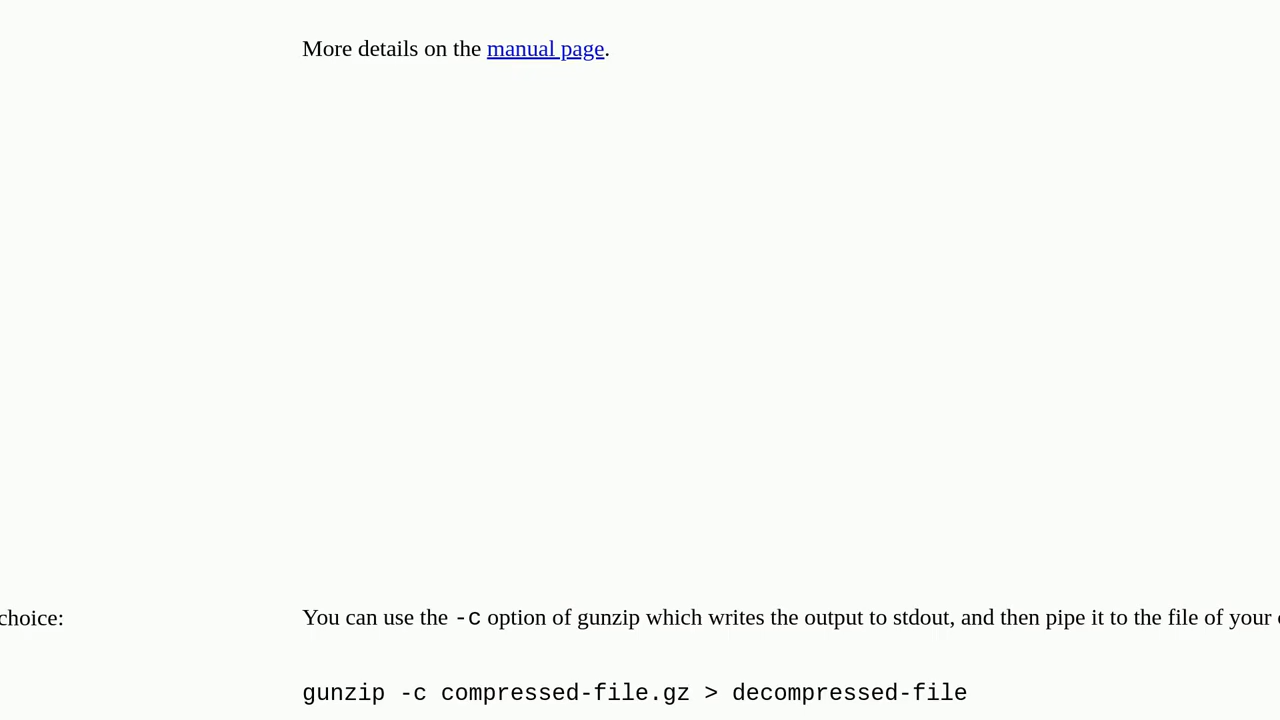 More details on the manual page.
choice:
You can use the -c option of gunzip which writes the output to stdout, and then pipe it to the file of your
gunzip -c compressed-file.gz > decompressed-file